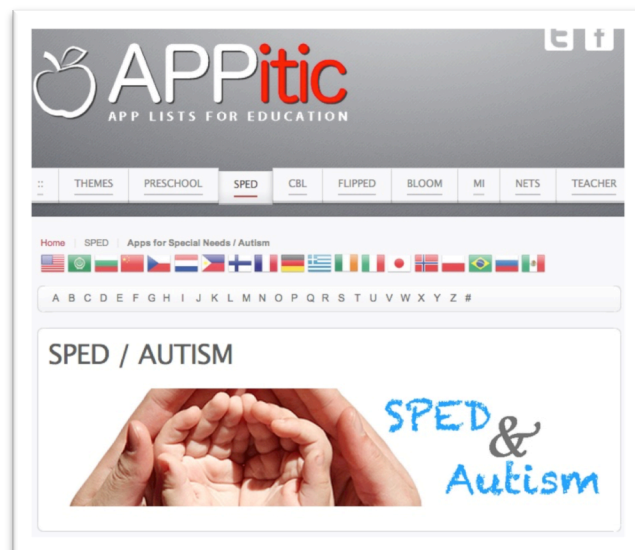 APPitic
APP LISTS FOR EDUCATION
:: THEMES PRESCHOOL SPED CBL FLIPPED BLOOM MI NETS TEACHER
Home SPED Apps for Special Needs / Autism
A B C D E F G H I J K L M N O P Q R S T U V W X Y Z #
SPED / AUTISM
SPED
&
Autism